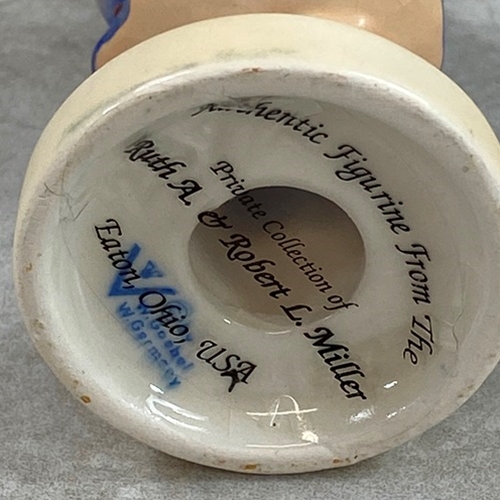 Authentic Figurine From The
Private Collection of
Ruth A. & Robert L. Miller
Eaton, Ohio, USA
Goebel
W. Germany